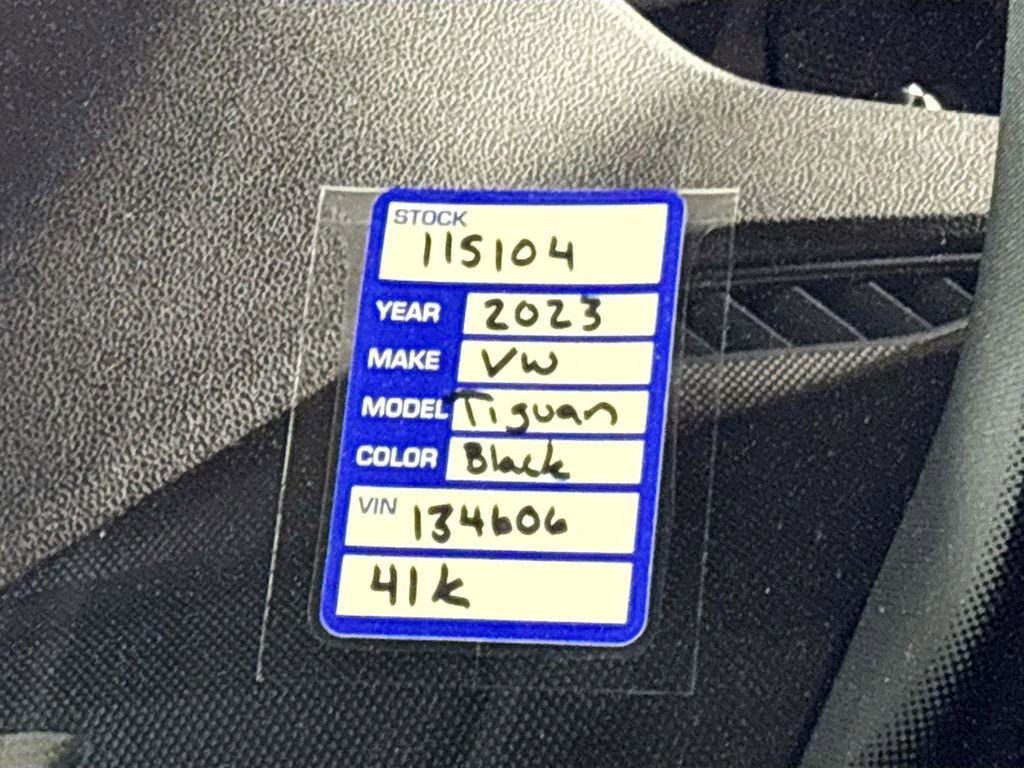 STOCK
115104
YEAR 2023
MAKE VW
MODEL Tiguan
COLOR Black
VIN 134606
41k